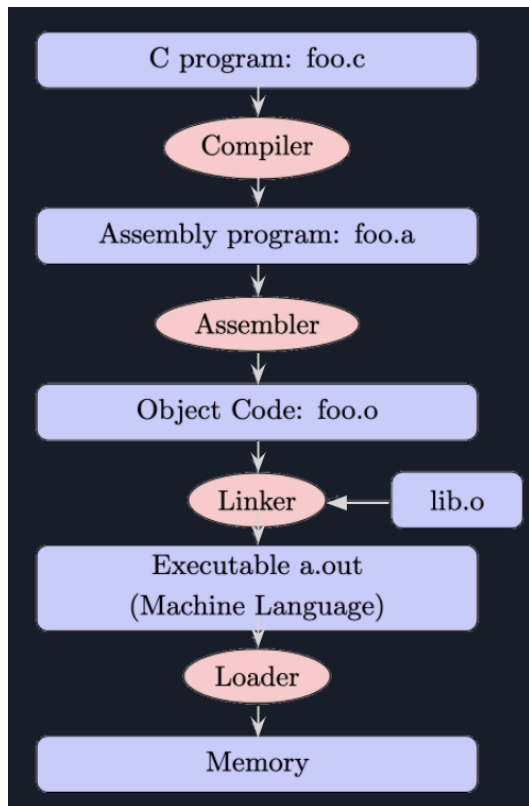 C program: foo.c
Compiler
Assembly program: foo.a
Assembler
Object Code: foo.o
Linker
lib.o
Executable a.out
(Machine Language)
Loader
Memory